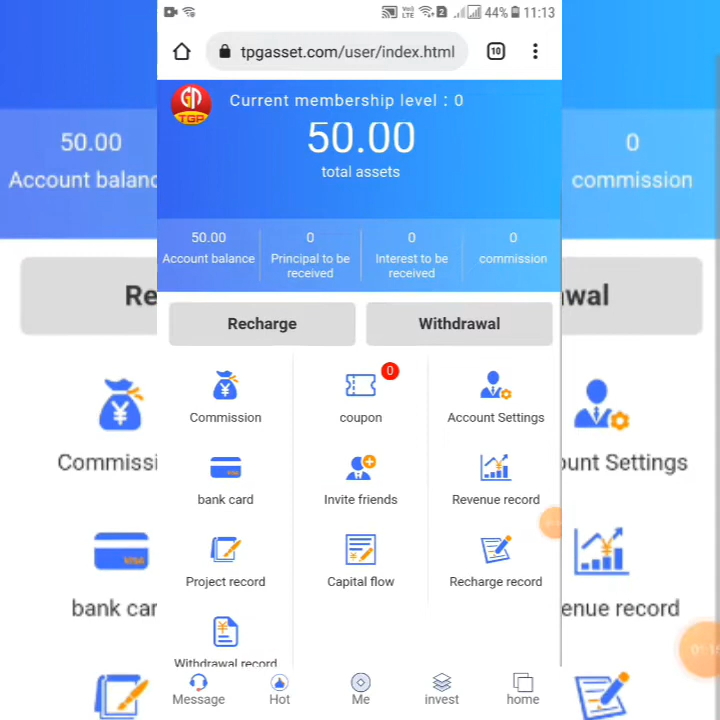 44% 11:13
tpgasset.com/user/index.html
10
Current membership level : 0
TGP
50.00
total assets
50.00
Account balance
0
Principal to be
received
0
Interest to be
received
0
commission
50.00
Account balanc
0
commission
Recharge
Withdrawal
Re
wal
Commission
0
coupon
Account Settings
Commissi
unt Settings
bank card
Invite friends
Revenue record
bank car
enue record
Project record
Capital flow
Recharge record
Withdrawal record
Message
Hot
Me
invest
home